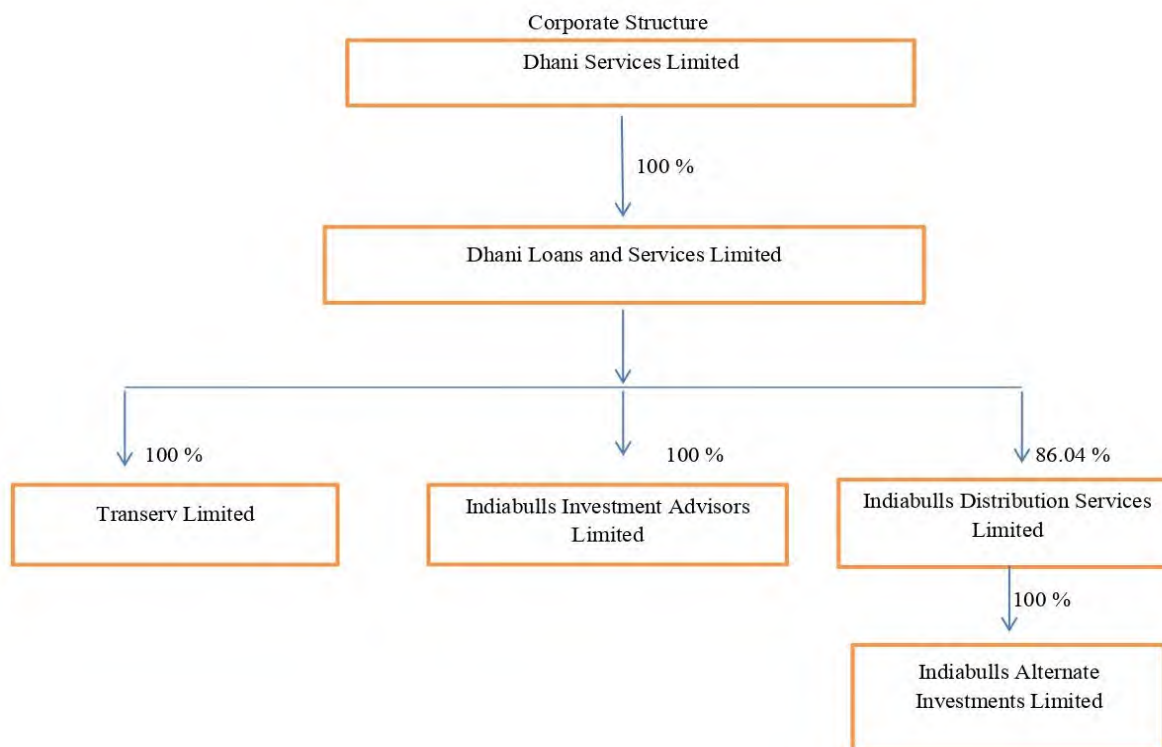 Corporate Structure
Dhani Services Limited
100 %
Dhani Loans and Services Limited
100 %
100 %
86.04 %
Transerv Limited
Indiabulls Investment Advisors
Limited
Indiabulls Distribution Services
Limited
100 %
Indiabulls Alternate
Investments Limited